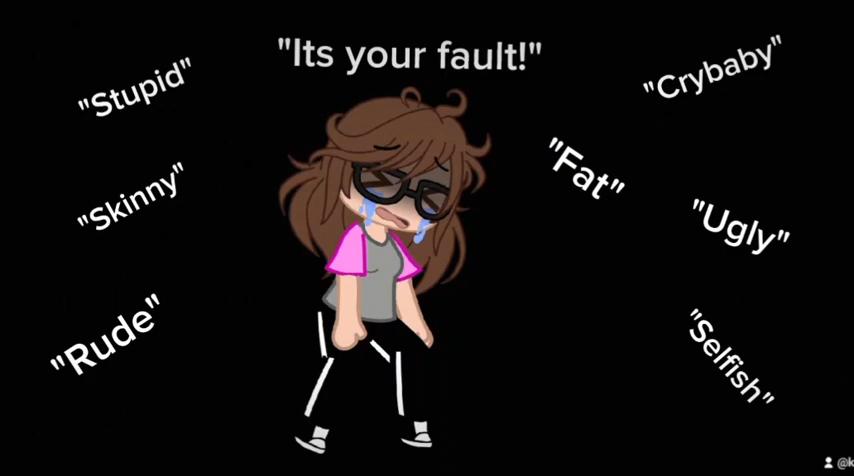 "Its your fault!"
"Stupid"
"Crybaby"
"Skinny"
"Fat"
"Ugly"
"Rude"
"Selfish"
@k